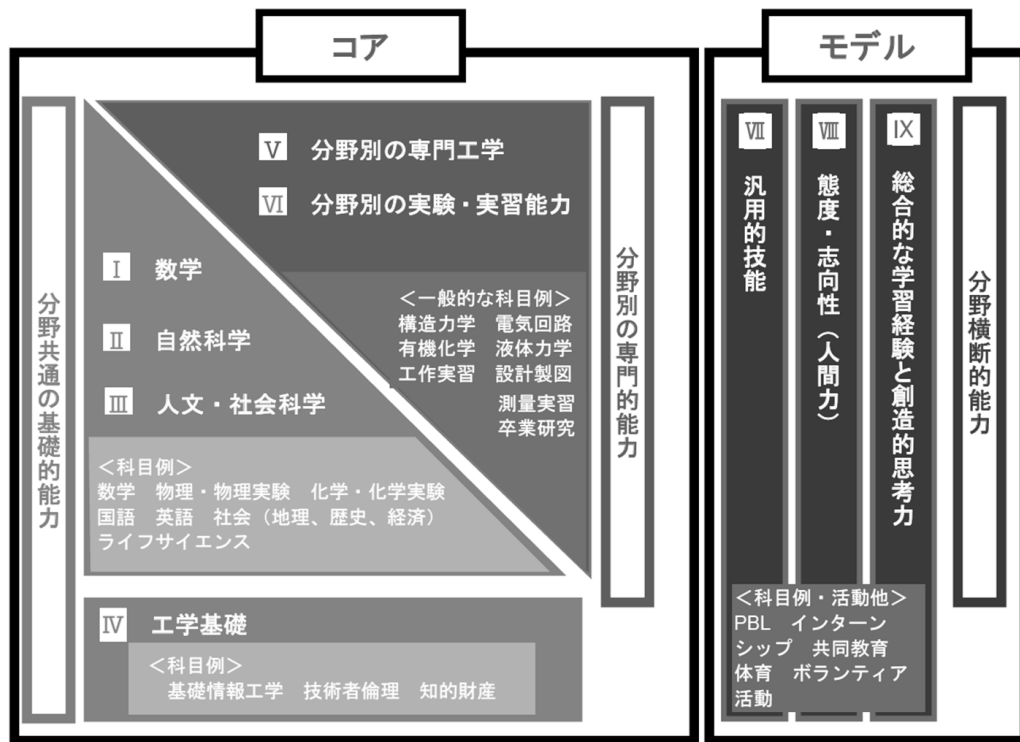 コア
分野共通の基礎的能力
Ⅴ 分野別の専門工学
Ⅵ 分野別の実験・実習能力
Ⅰ 数学
Ⅱ 自然科学
Ⅲ 人文・社会科学
＜一般的な科目例＞
構造力学 電気回路
有機化学 液体力学
工作実習 設計製図
測量実習
卒業研究
＜科目例＞
数学 物理・物理実験 化学・化学実験
国語 英語 社会（地理、歴史、経済）
ライフサイエンス
分野別の専門的能力
Ⅳ 工学基礎
＜科目例＞
基礎情報工学 技術者倫理 知的財産
モデル
Ⅶ 汎用的技能
Ⅷ 態度・志向性（人間力）
Ⅸ 総合的な学習経験と創造的思考力
＜科目例・活動他＞
PBL インターン
シップ 共同教育
体育 ボランティア
活動
分野横断的能力